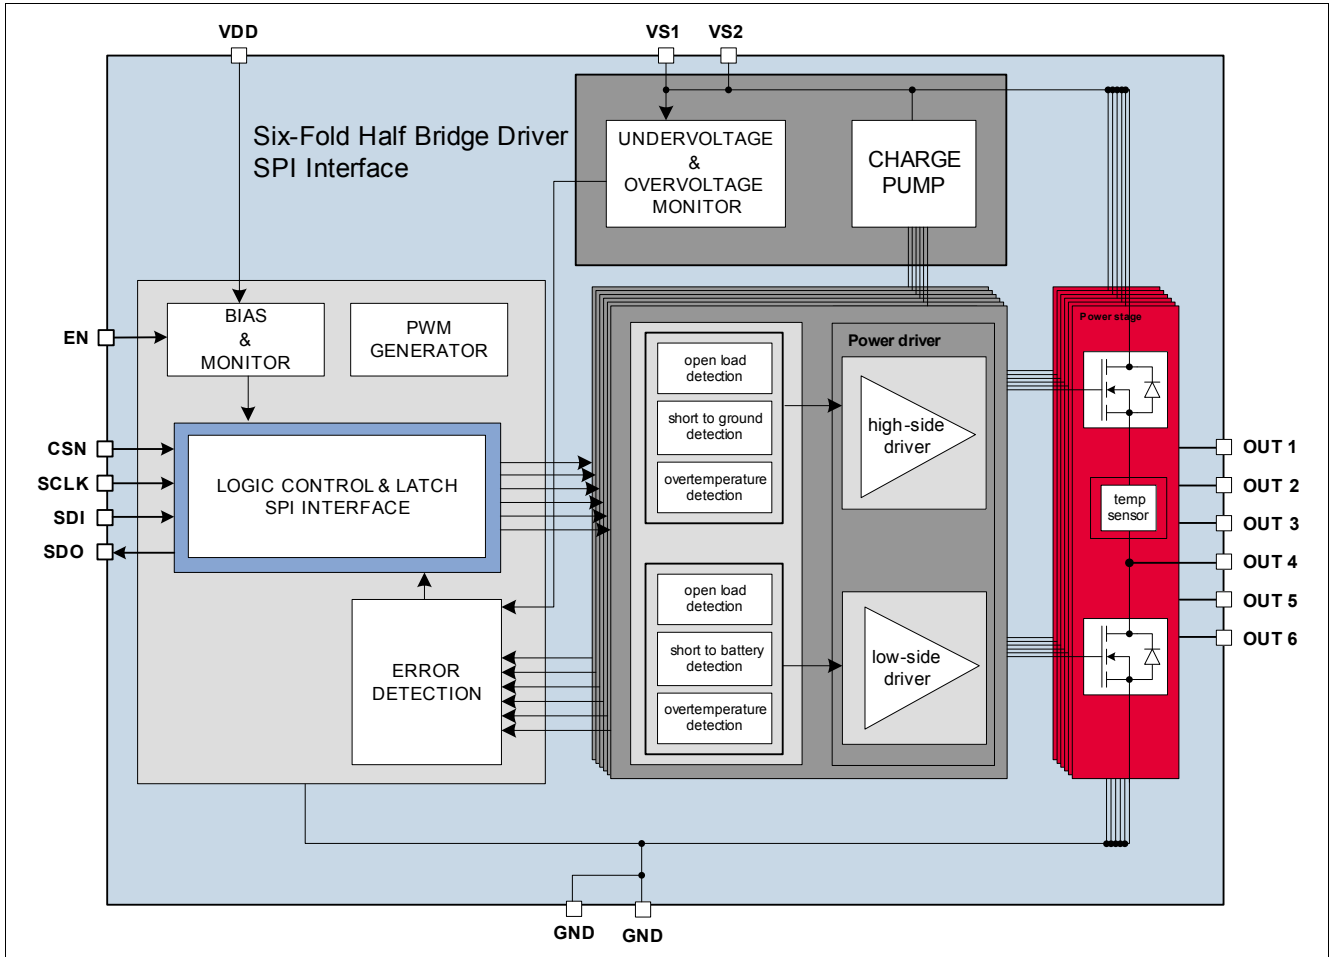 VDD
VS1
VS2
Six-Fold Half Bridge Driver
SPI Interface
UNDERVOLTAGE
&
OVERVOLTAGE
MONITOR
CHARGE
PUMP
EN
BIAS
&
MONITOR
PWM
GENERATOR
CSN
SCLK
SDI
SDO
LOGIC CONTROL & LATCH
SPI INTERFACE
ERROR
DETECTION
open load
detection
short to ground
detection
overtemperature
detection
open load
detection
short to battery
detection
overtemperature
detection
Power driver
high-side
driver
low-side
driver
Power stage
temp
sensor
OUT 1
OUT 2
OUT 3
OUT 4
OUT 5
OUT 6
GND
GND